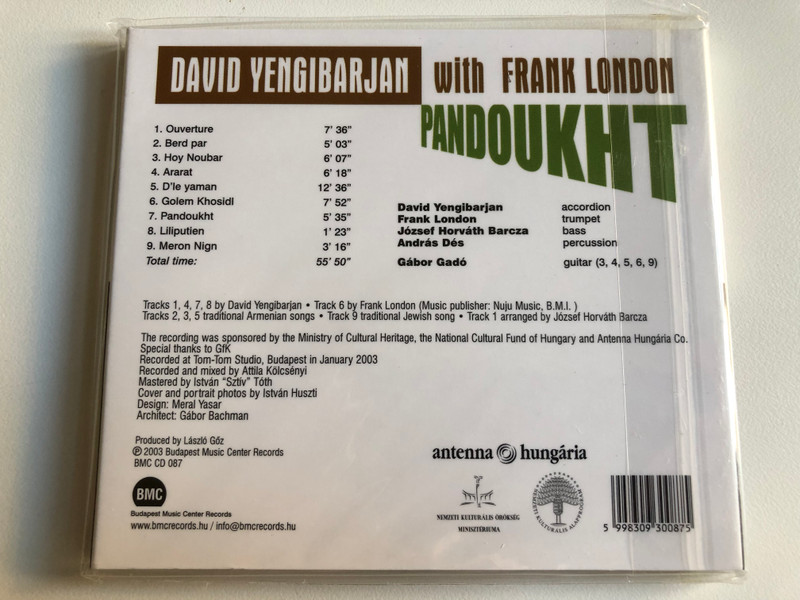 DAVID YENGIBARJAN with FRANK LONDON
PANDOUKHT
1. Ouverture 7' 36"
2. Berd par 5' 03"
3. Hoy Noubar 6' 07"
4. Ararat 6' 18"
5. D'le yaman 12' 36"
6. Golem Khosidl 7' 52"
7. Pandoukht 5' 35"
8. Liliputien 1' 23"
9. Meron Nign 3' 16"
Total time: 55' 50"
David Yengibarjan accordion
Frank London trumpet
József Horváth Barcza bass
András Dés percussion
Gábor Gadó guitar (3, 4, 5, 6, 9)
Tracks 1, 4, 7, 8 by David Yengibarjan • Track 6 by Frank London (Music publisher: Nuju Music, B.M.I. )
Tracks 2, 3, 5 traditional Armenian songs • Track 9 traditional Jewish song • Track 1 arranged by József Horváth Barcza
The recording was sponsored by the Ministry of Cultural Heritage, the National Cultural Fund of Hungary and Antenna Hungária Co.
Special thanks to GfK
Recorded at Tom-Tom Studio, Budapest in January 2003
Recorded and mixed by Attila Kölcsényi
Mastered by István "Sztív" Tóth
Cover and portrait photos by István Huszti
Design: Meral Yasar
Architect: Gábor Bachman
Produced by László Gőz
℗ 2003 Budapest Music Center Records
BMC CD 087
antenna hungária
BMC
Budapest Music Center Records
www.bmcrecords.hu / info@bmcrecords.hu
NEMZETI KULTURÁLIS ÖRÖKSÉG
MINISZTÉRIUMA
NEMZETI KULTURÁLIS ALAPPROGRAM
5 998309 300875